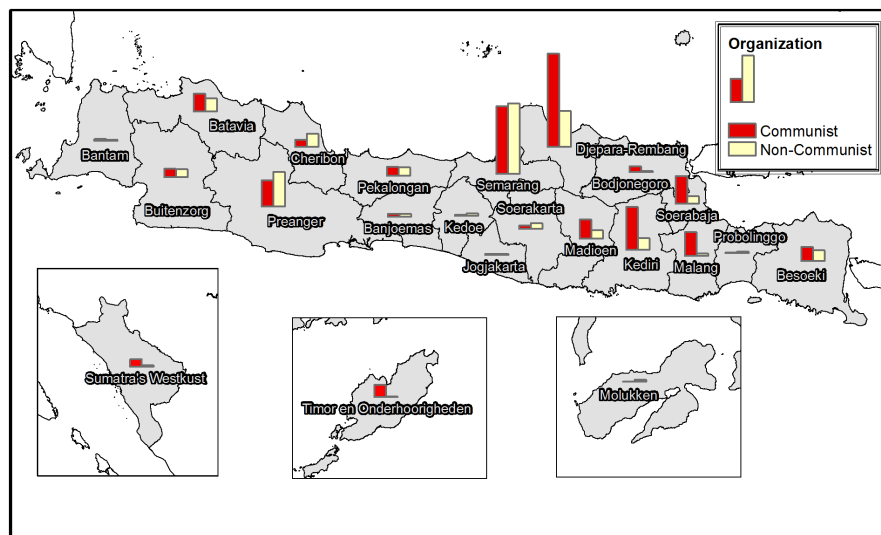 Organization
Communist
Non-Communist
Batavia
Bantam
Cheribon
Djepara-Rembang
Pekalongan
Semarang
Bodjonegoro
Buitenzorg
Preanger
Banjoemas
Kedoe
Soerakarta
Soerabaja
Madioen
Kediri
Probolinggo
Jogjakarta
Malang
Besoeki
Sumatra's Westkust
Timor en Onderhoorigheden
Molukken